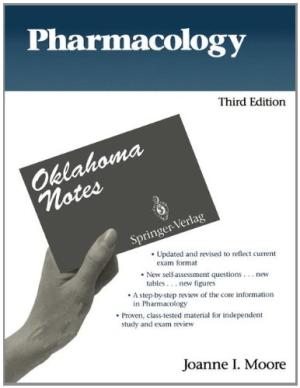 Pharmacology
Third Edition
Oklahoma
Notes
Springer-Verlag
• Updated and revised to reflect current
exam format
• New self-assessment questions . . . new
tables . . . new figures
• A step-by-step review of the core information
in Pharmacology
• Proven, class-tested material for independent
study and exam review
Joanne I. Moore